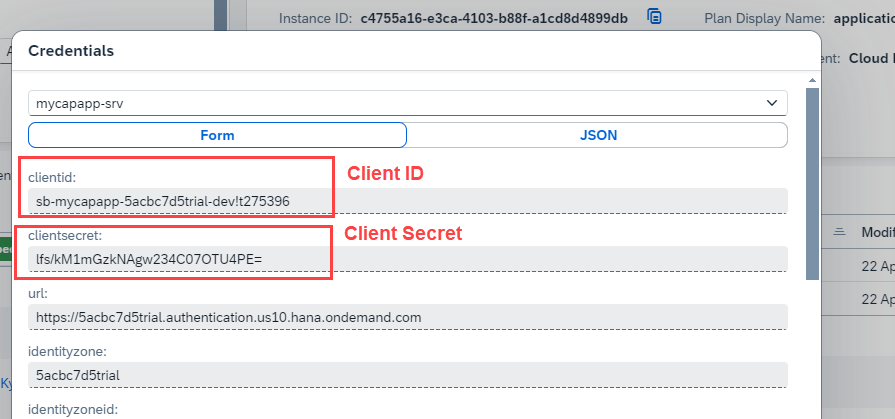 Instance ID: c4755a16-e3ca-4103-b88f-a1cd8d4899db Plan Display Name: applicatio
Credentials
ent: Cloud
mycapapp-srv
Form JSON
clientid: Client ID
sb-mycapapp-5acbc7d5trial-dev!t275396
clientsecret: Client Secret
lfs/kM1mGzkNAgw234C07OTU4PE=
Modif
22 Ap
url:
https://5acbc7d5trial.authentication.us10.hana.ondemand.com
22 Ap
identityzone:
5acbc7d5trial
Ky
identityzoneid: